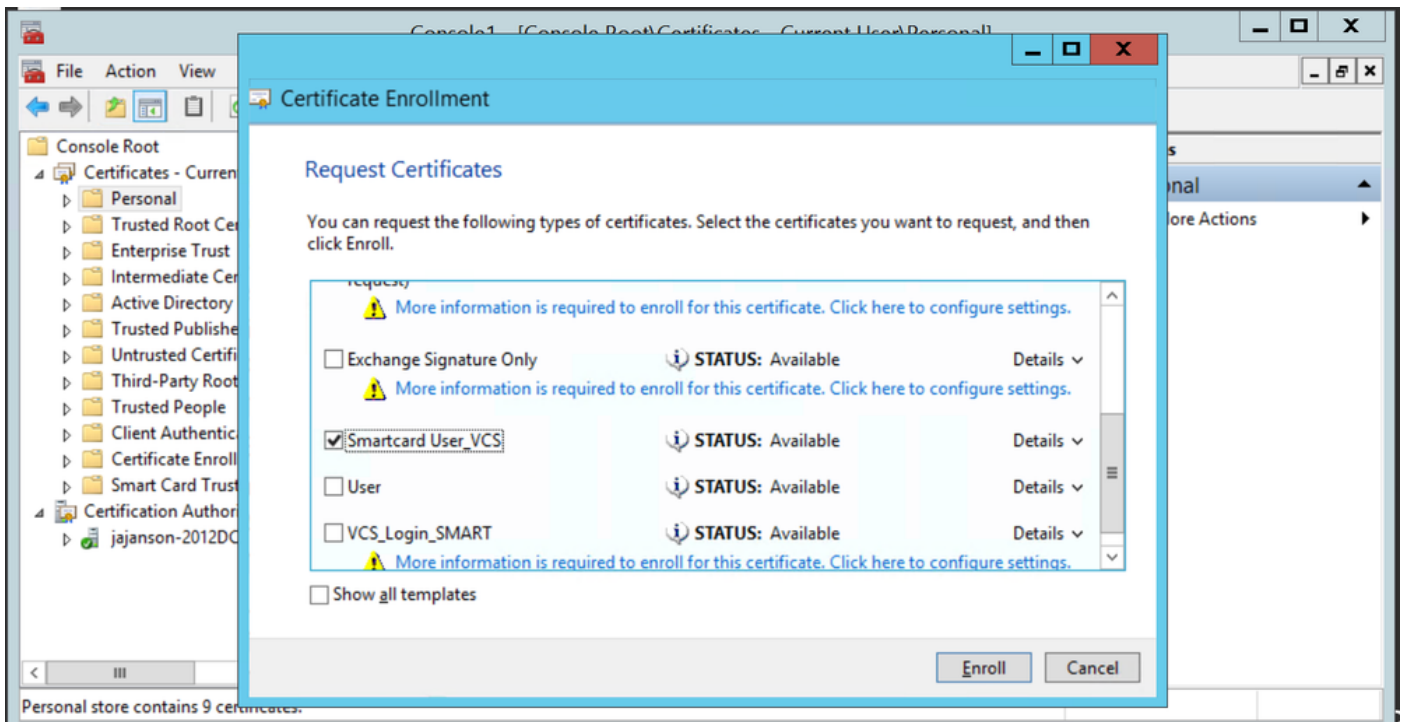 Console1 - [Console Root\Certificates - Current User\Personal]
File Action View
Certificate Enrollment
Console Root
Certificates - Curren
Personal
Trusted Root Cer
Enterprise Trust
Intermediate Cer
Active Directory
Trusted Publishe
Untrusted Certifi
Third-Party Root
Trusted People
Client Authentic
Certificate Enroll
Smart Card Trust
Certification Authori
jajanson-2012DC
Request Certificates
You can request the following types of certificates. Select the certificates you want to request, and then
click Enroll.
request)
More information is required to enroll for this certificate. Click here to configure settings.
Exchange Signature Only STATUS: Available Details
More information is required to enroll for this certificate. Click here to configure settings.
Smartcard User_VCS STATUS: Available Details
User STATUS: Available Details
VCS_Login_SMART STATUS: Available Details
More information is required to enroll for this certificate. Click here to configure settings.
Show all templates
Enroll Cancel
s
onal
lore Actions
Personal store contains 9 certificates.